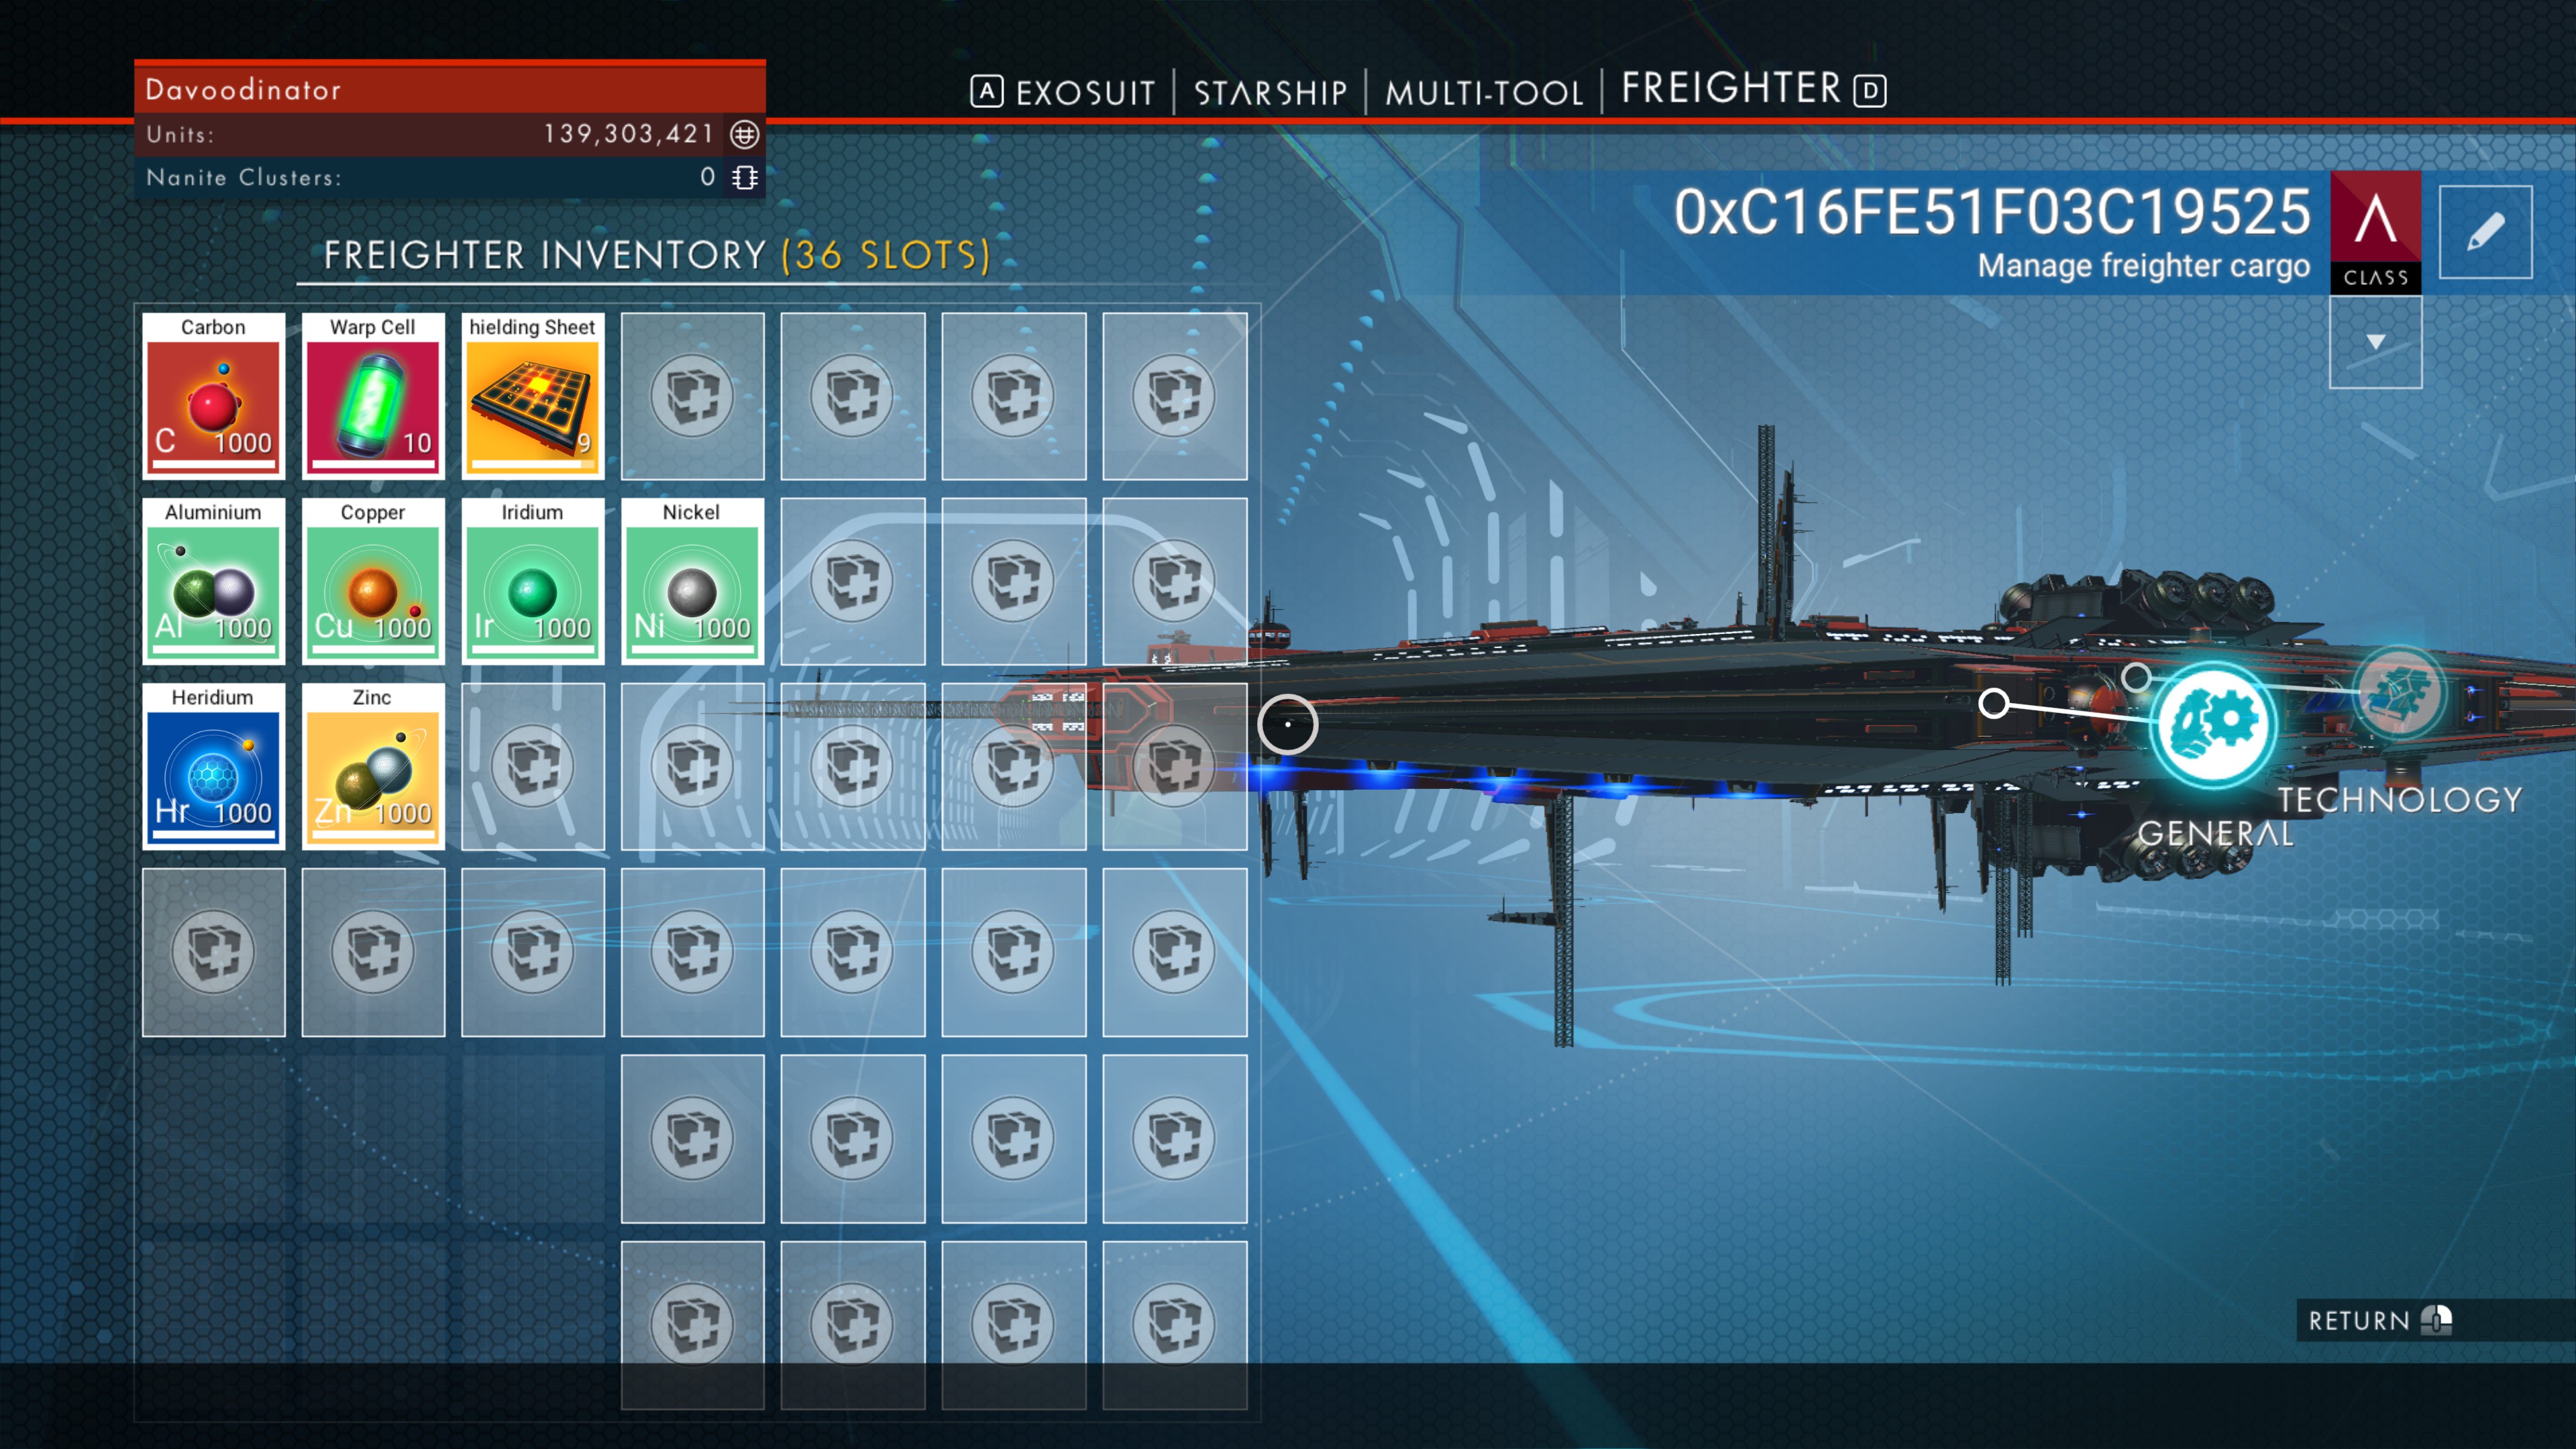 Davoodinator
Units: 139,303,421
Nanite Clusters: 0
A EXOSUIT STARSHIP MULTI-TOOL FREIGHTER D
0xC16FE51F03C19525
Manage freighter cargo
A
CLASS
FREIGHTER INVENTORY (36 SLOTS)
Carbon Warp Cell hielding Sheet
C 1000 10 9
Aluminium Copper Iridium Nickel
Al 1000 Cu 1000 Ir 1000 Ni 1000
Heridium Zinc
Hr 1000 Zn 1000
TECHNOLOGY
GENERAL
RETURN